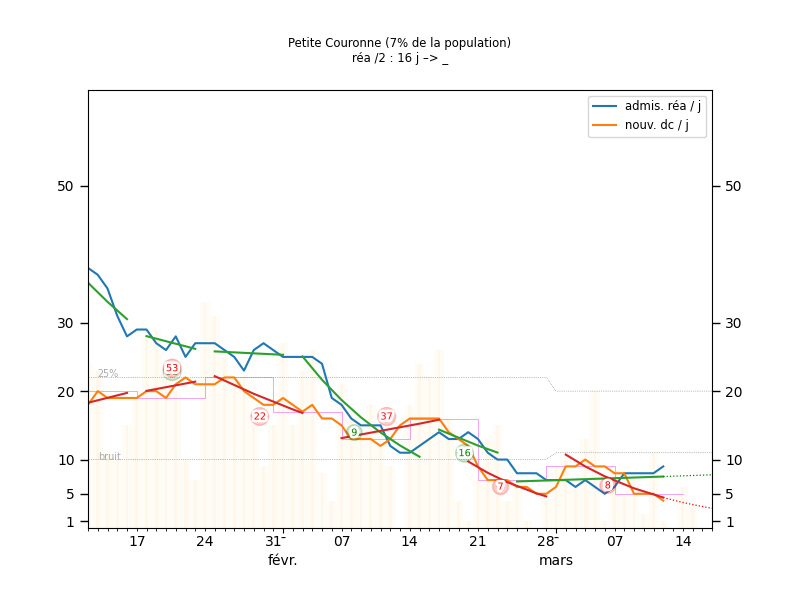 Petite Couronne (7% de la population)
réa /2 : 16 j –> _
admis. réa / j
nouv. dc / j
50 50
30 30
25%
53
20 20
22
37
9
16
bruit
10 10
7
8
5 5
1 1
17 24 31- 07 14 21 28- 07 14
févr. mars